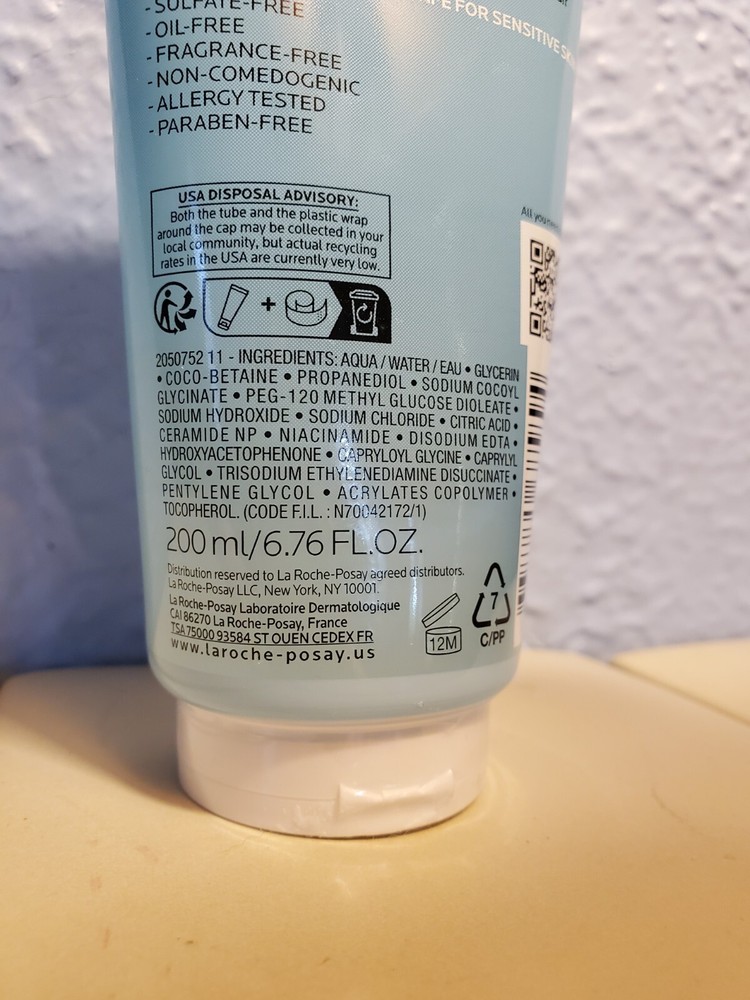 - SULFATE-FREE
- OIL-FREE
- FRAGRANCE-FREE
- NON-COMEDOGENIC
- ALLERGY TESTED
- PARABEN-FREE
FOR SENSITIVE
USA DISPOSAL ADVISORY:
Both the tube and the plastic wrap
around the cap may be collected in your
local community, but actual recycling
rates in the USA are currently very low.
+
All you
2050752 11 - INGREDIENTS: AQUA / WATER / EAU • GLYCERIN
• COCO-BETAINE • PROPANEDIOL • SODIUM COCOYL
GLYCINATE • PEG-120 METHYL GLUCOSE DIOLEATE •
SODIUM HYDROXIDE • SODIUM CHLORIDE • CITRIC ACID •
CERAMIDE NP • NIACINAMIDE • DISODIUM EDTA •
HYDROXYACETOPHENONE • CAPRYLOYL GLYCINE • CAPRYLYL
GLYCOL • TRISODIUM ETHYLENEDIAMINE DISUCCINATE •
PENTYLENE GLYCOL • ACRYLATES COPOLYMER •
TOCOPHEROL. (CODE F.I.L. : N70042172/1)
200 ml/6.76 FL.OZ.
Distribution reserved to La Roche-Posay agreed distributors.
La Roche-Posay LLC, New York, NY 10001.
La Roche-Posay Laboratoire Dermatologique
CAI 86270 La Roche-Posay, France
TSA 75000 93584 ST OUEN CEDEX FR
www.laroche-posay.us
12M
7
C/PP